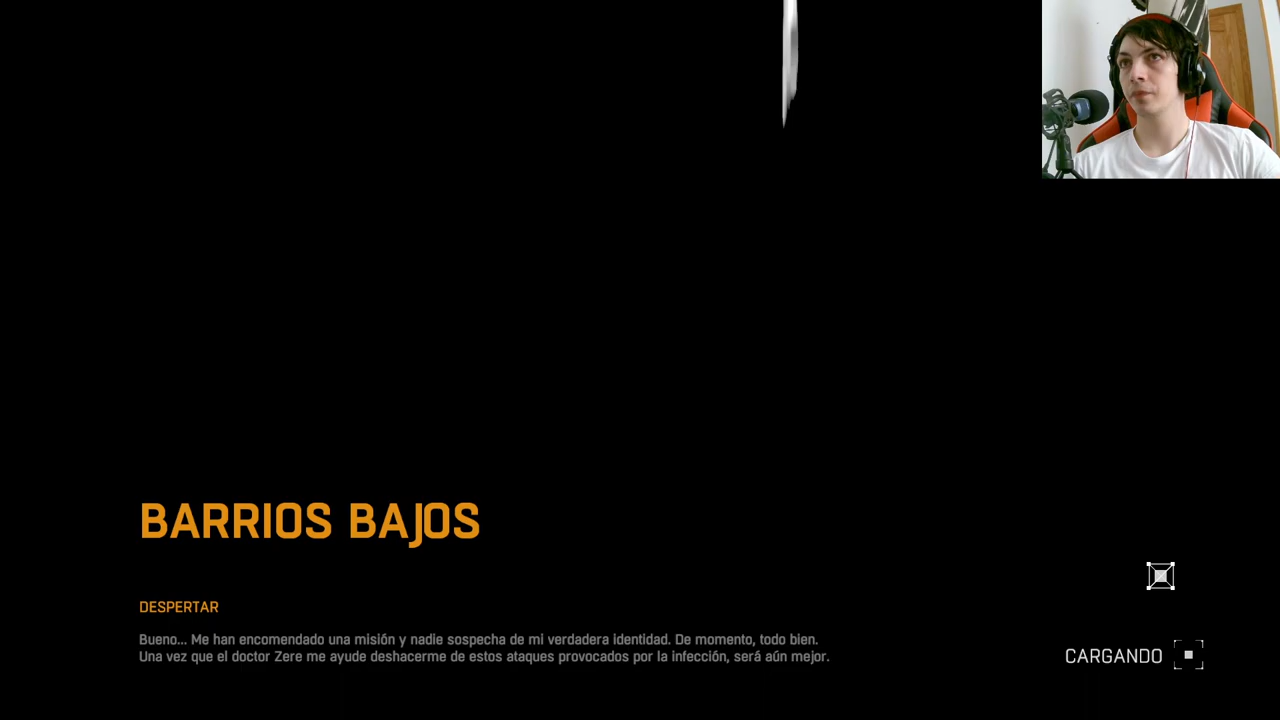 BARRIOS BAJOS
DESPERTAR
Bueno... Me han encomendado una misión y nadie sospecha de mi verdadera identidad. De momento, todo bien.
Una vez que el doctor Zere me ayude deshacerme de estos ataques provocados por la infección, será aún mejor.
CARGANDO